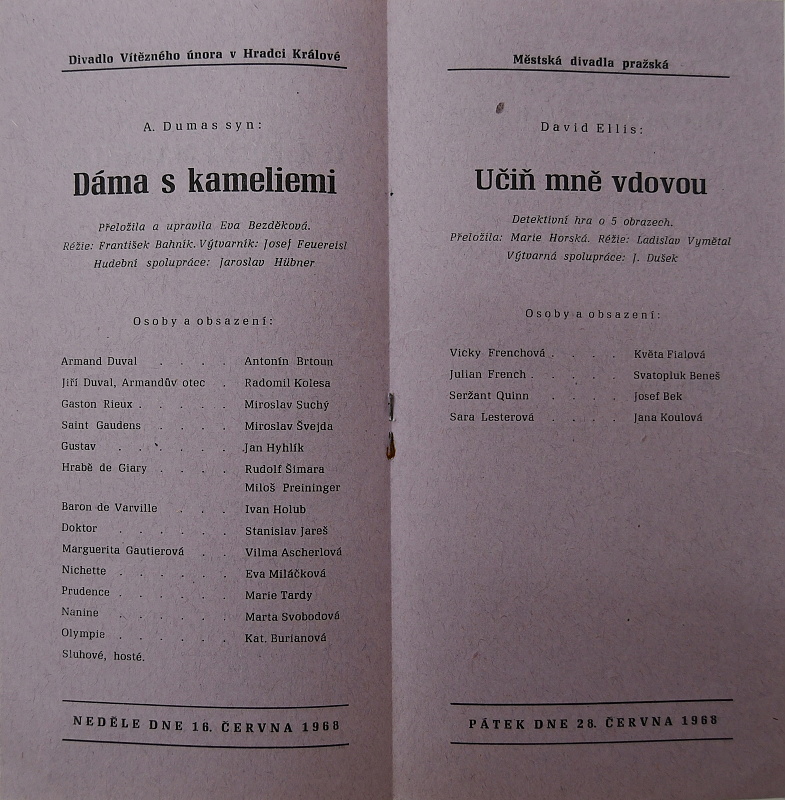 Divadlo Vítězného února v Hradci Králové
A. Dumas syn:
Dáma s kameliemi
Přeložila a upravila Eva Bezděková.
Režie: František Bahník. Výtvarník: Josef Feuereisl
Hudební spolupráce: Jaroslav Hübner
Osoby a obsazení:
Armand Duval . . . . Antonín Brtoun
Jiří Duval, Armandův otec . Radomil Kolesa
Gaston Rieux . . . . . Miroslav Suchý
Saint Gaudens . . . . Miroslav Švejda
Gustav . . . . . . Jan Hyhlík
Hrabě de Giary . . . . Rudolf Šimara
Miloš Preininger
Baron de Varville . . . Ivan Holub
Doktor . . . . . . Stanislav Jareš
Marguerita Gautierová . . Vilma Ascherlová
Nichette . . . . . Eva Miláčková
Prudence . . . . . Marie Tardy
Nanine . . . . . . Marta Svobodová
Olympie . . . . . Kat. Burianová
Sluhové, hosté.
NEDĚLE DNE 16. ČERVNA 1968
Městská divadla pražská
David Ellis:
Učiň mně vdovou
Detektivní hra o 5 obrazech.
Přeložila: Marie Horská. Režie: Ladislav Vymětal
Výtvarná spolupráce: J. Dušek
Osoby a obsazení:
Vicky Frenchová . . . . Květa Fialová
Julian French . . . . . Svatopluk Beneš
Seržant Quinn . . . . Josef Bek
Sara Lesterová . . . . Jana Koulová
PÁTEK DNE 28. ČERVNA 1968